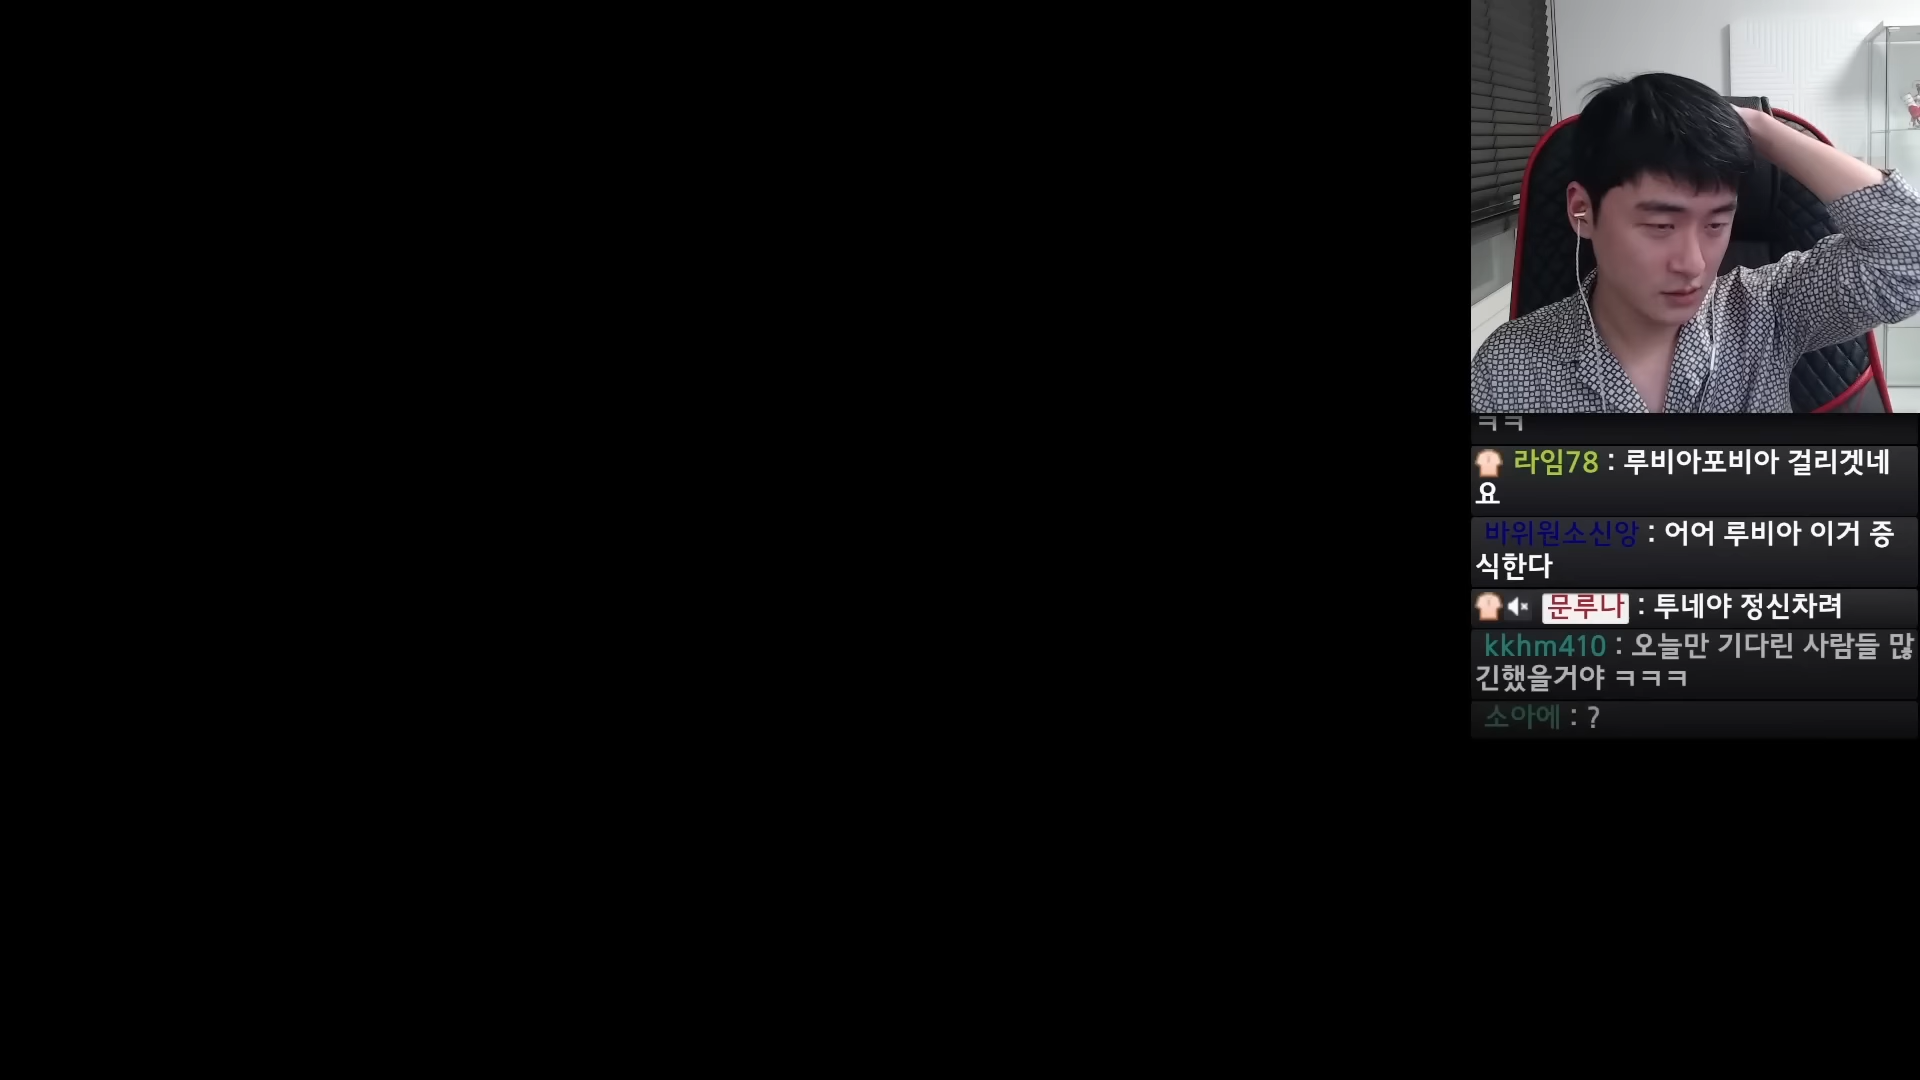 ㅋㅋ
라임78 : 루비아포비아 걸리겟네
요
바위원소신앙 : 어어 루비아 이거 증
식한다
문루나 : 투네야 정신차려
kkhm410 : 오늘만 기다린 사람들 많
긴했을거야 ㅋㅋㅋ
소아에 : ?